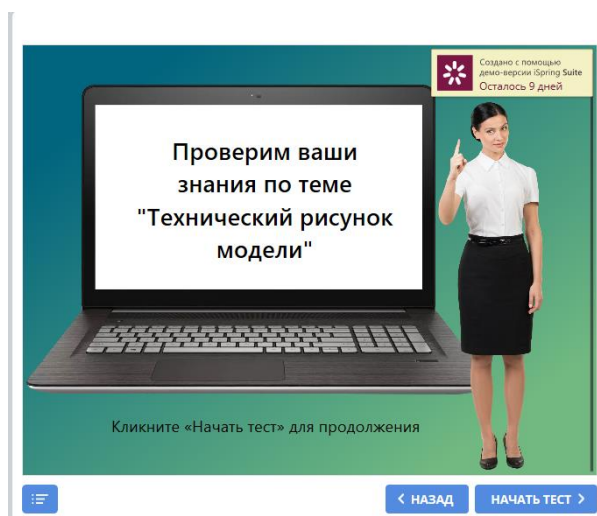 Создано с помощью
демо-версии iSpring Suite
Осталось 9 дней
Проверим ваши
знания по теме
"Технический рисунок
модели"
Кликните «Начать тест» для продолжения
НАЗАД
НАЧАТЬ ТЕСТ